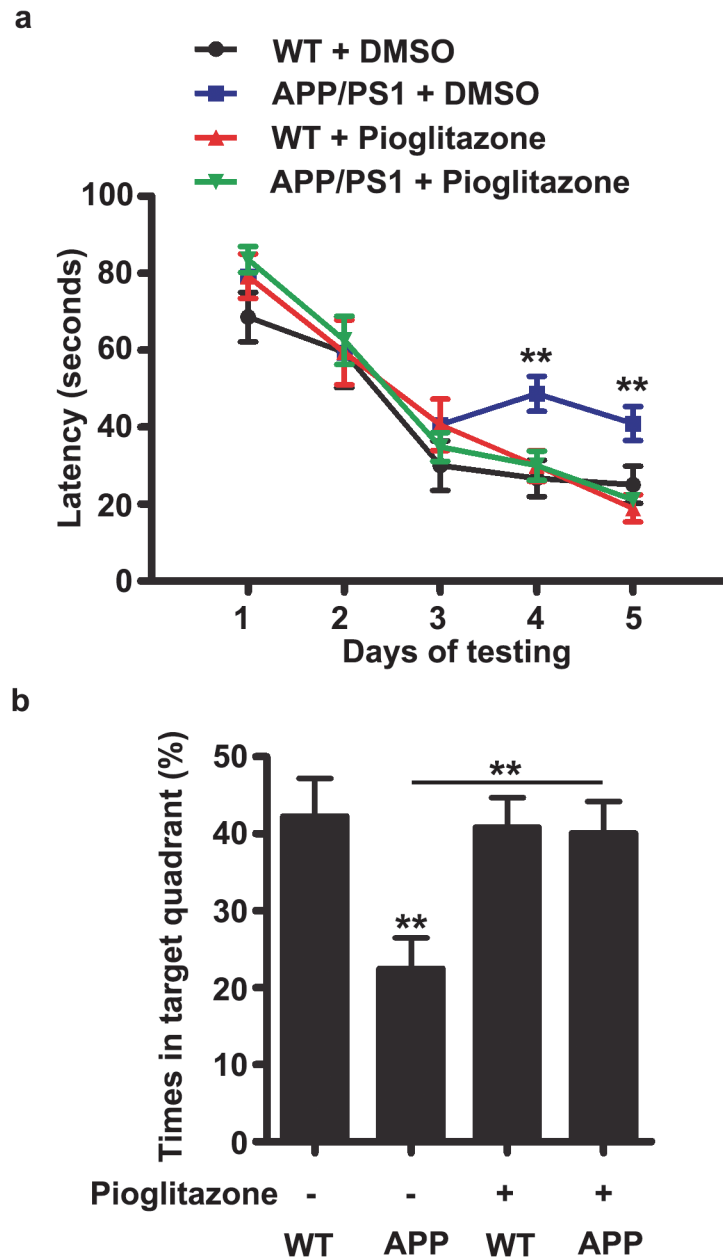 a
WT + DMSO
APP/PS1 + DMSO
WT + Pioglitazone
APP/PS1 + Pioglitazone
Latency (seconds)
100
80
60
40
20
0
** **
1 2 3 4 5
Days of testing
b
Times in target quadrant (%)
50
40
30
20
10
0
**
**
Pioglitazone - - + +
WT APP WT APP